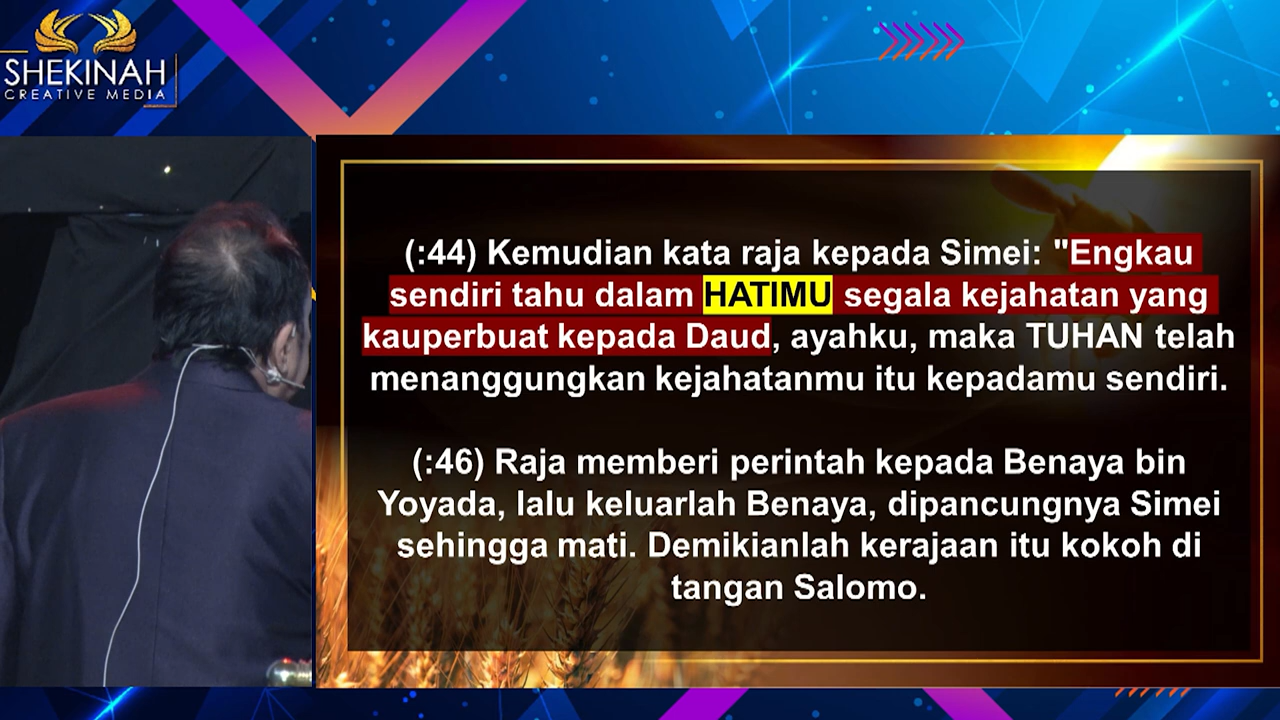 SHEKINAH
CREATIVE MEDIA
(:44) Kemudian kata raja kepada Simei: "Engkau
sendiri tahu dalam HATIMU segala kejahatan yang
kauperbuat kepada Daud, ayahku, maka TUHAN telah
menanggungkan kejahatanmu itu kepadamu sendiri.
(:46) Raja memberi perintah kepada Benaya bin
Yoyada, lalu keluarlah Benaya, dipancungnya Simei
sehingga mati. Demikianlah kerajaan itu kokoh di
tangan Salomo.